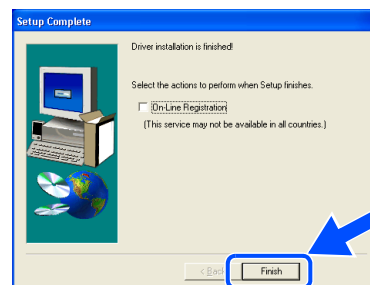 Setup Complete
Driver installation is finished!
Select the actions to perform when Setup finishes.
On-Line Registration
(This service may not be available in all countries.)
< Back
Finish